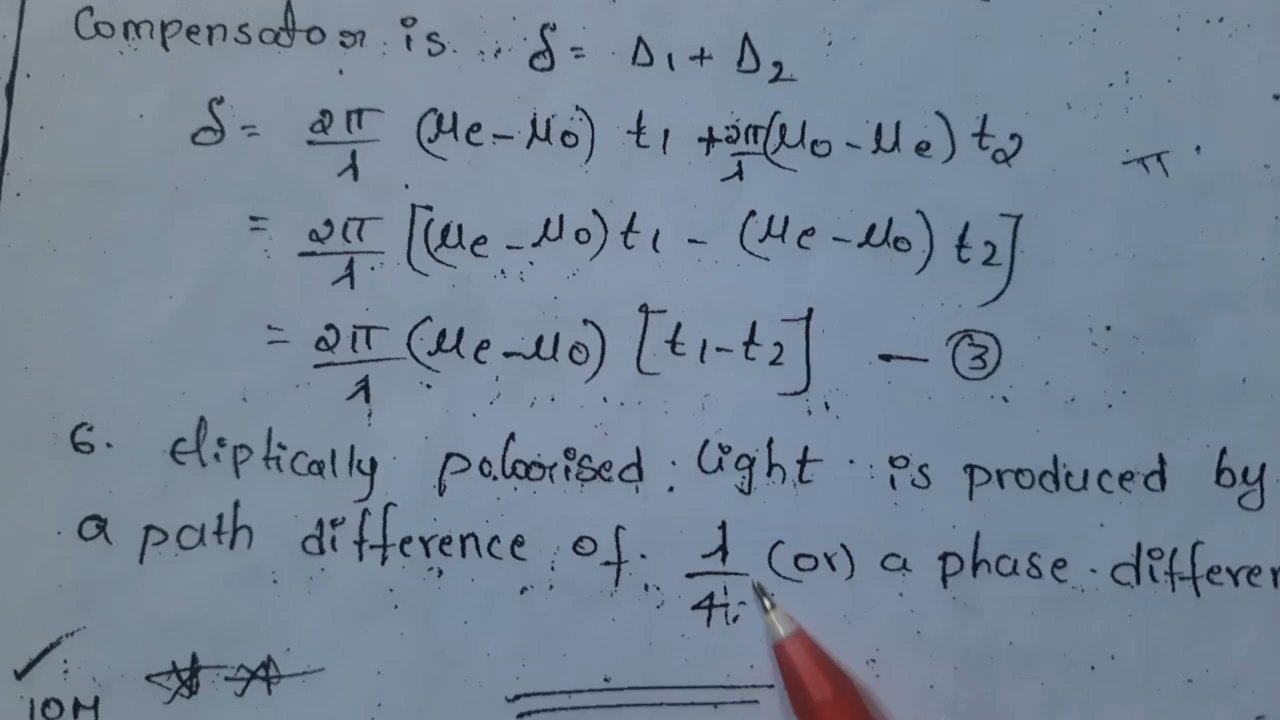 Compensator is δ = Δ1 + Δ2
δ = 2π/λ (μe - μo) t1 + 2π/λ (μo - μe) t2 π
= 2π/λ [(μe - μo) t1 - (μe - μo) t2]
= 2π/λ (μe - μo) [t1 - t2] — ③
6. eliptically polarised light is produced by
a path difference of λ/4 (or) a phase differen
10M